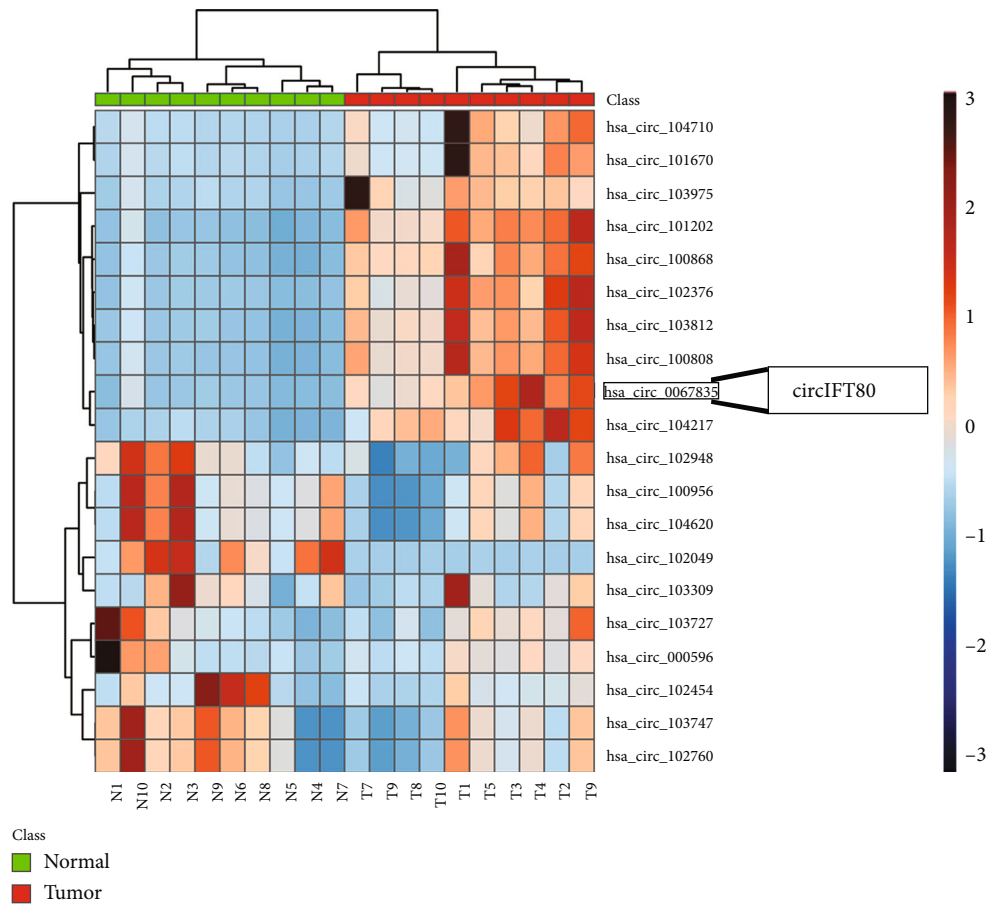 Class
3
hsa_circ_104710
hsa_circ_101670
hsa_circ_103975
2
hsa_circ_101202
hsa_circ_100868
hsa_circ_102376
1
hsa_circ_103812
hsa_circ_100808
hsa_circ_0067835
circIFT80
hsa_circ_104217
0
hsa_circ_102948
hsa_circ_100956
hsa_circ_104620
−1
hsa_circ_102049
hsa_circ_103309
hsa_circ_103727
−2
hsa_circ_000596
hsa_circ_102454
hsa_circ_103747
hsa_circ_102760
−3
N1 N10 N2 N3 N9 N6 N8 N5 N4 N7 T7 T9 T8 T10 T1 T5 T3 T4 T2 T9
Class
Normal
Tumor